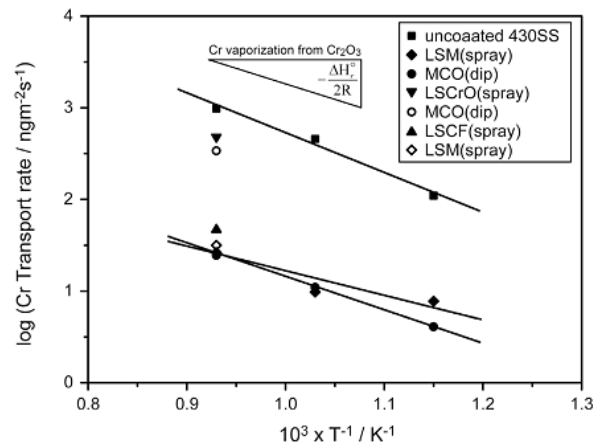 4
3
2
1
0
0.8
0.9
1.0
1.1
1.2
1.3
log (Cr Transport rate / ngm-2s-1)
10³ x T⁻¹ / K⁻¹
Cr vaporization from Cr₂O₃
−ΔH°r/2R
uncoaated 430SS
LSM(spray)
MCO(dip)
LSCrO(spray)
MCO(dip)
LSCF(spray)
LSM(spray)